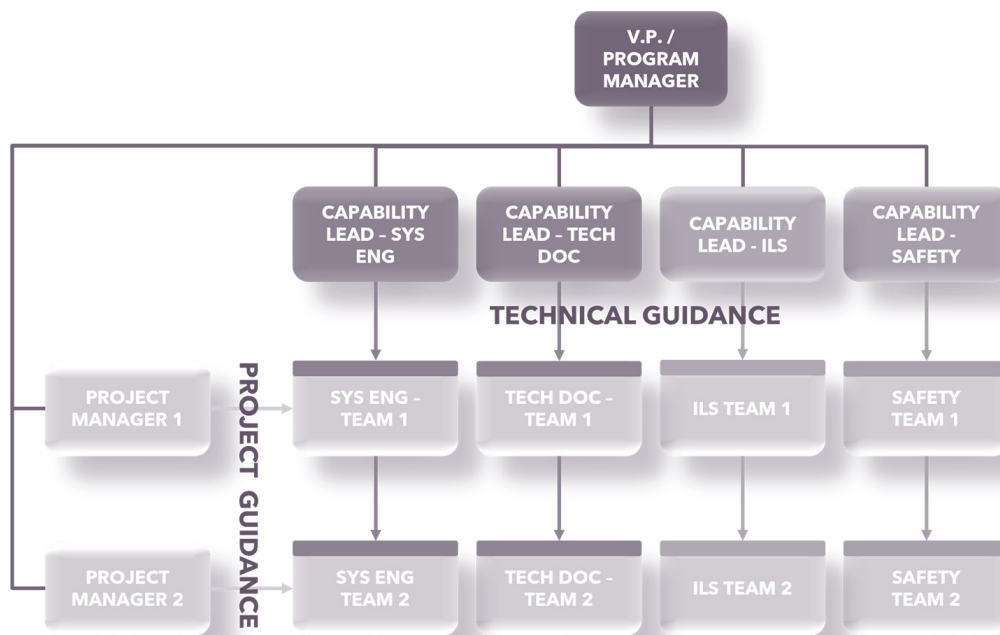 V.P. /
PROGRAM
MANAGER
CAPABILITY
LEAD – SYS
ENG
CAPABILITY
LEAD – TECH
DOC
CAPABILITY
LEAD - ILS
CAPABILITY
LEAD -
SAFETY
TECHNICAL GUIDANCE
PROJECT GUIDANCE
PROJECT
MANAGER 1
SYS ENG –
TEAM 1
TECH DOC –
TEAM 1
ILS TEAM 1
SAFETY
TEAM 1
PROJECT
MANAGER 2
SYS ENG
TEAM 2
TECH DOC –
TEAM 2
ILS TEAM 2
SAFETY
TEAM 2